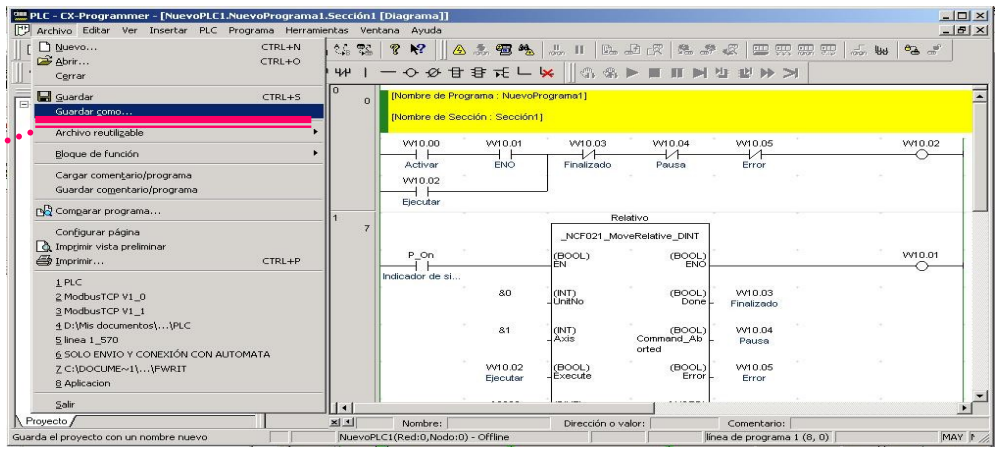 PLC - CX-Programmer - [NuevoPLC1.NuevoPrograma1.Sección1 [Diagrama]]
Archivo Editar Ver Insertar PLC Programa Herramientas Ventana Ayuda
Nuevo... CTRL+N
Abrir... CTRL+O
Cerrar
Guardar CTRL+S
Guardar como...
Archivo reutilizable
Bloque de función
Cargar comentario/programa
Guardar comentario/programa
Comparar programa...
Configurar página
Imprimir vista preliminar
Imprimir... CTRL+P
1 PLC
2 ModbusTCP V1_0
3 ModbusTCP V1_1
4 D:\Mis documentos\...\PLC
5 linea 1_570
6 SOLO ENVIO Y CONEXIÓN CON AUTOMATA
7 C:\DOCUME~1\...\FWRIT
8 Aplicacion
Salir
0
0
[Nombre de Programa : NuevoPrograma1]
[Nombre de Sección : Sección1]
W10.00 W10.01 W10.03 W10.04 W10.05 W10.02
Activar ENO Finalizado Pausa Error
W10.02
Ejecutar
1
7
Relativo
_NCF021_MoveRelative_DINT
P_On (BOOL) (BOOL) W10.01
EN ENO
Indicador de si...
&0 (INT) (BOOL) W10.03
UnitNo Done Finalizado
&1 (INT) (BOOL) W10.04
Axis Command_Ab Pausa
orted
W10.02 (BOOL) (BOOL) W10.05
Ejecutar Execute Error Error
Proyecto
Nombre: Dirección o valor: Comentario:
Guarda el proyecto con un nombre nuevo
NuevoPLC1(Red:0,Nodo:0) - Offline
línea de programa 1 (8, 0)
MAY